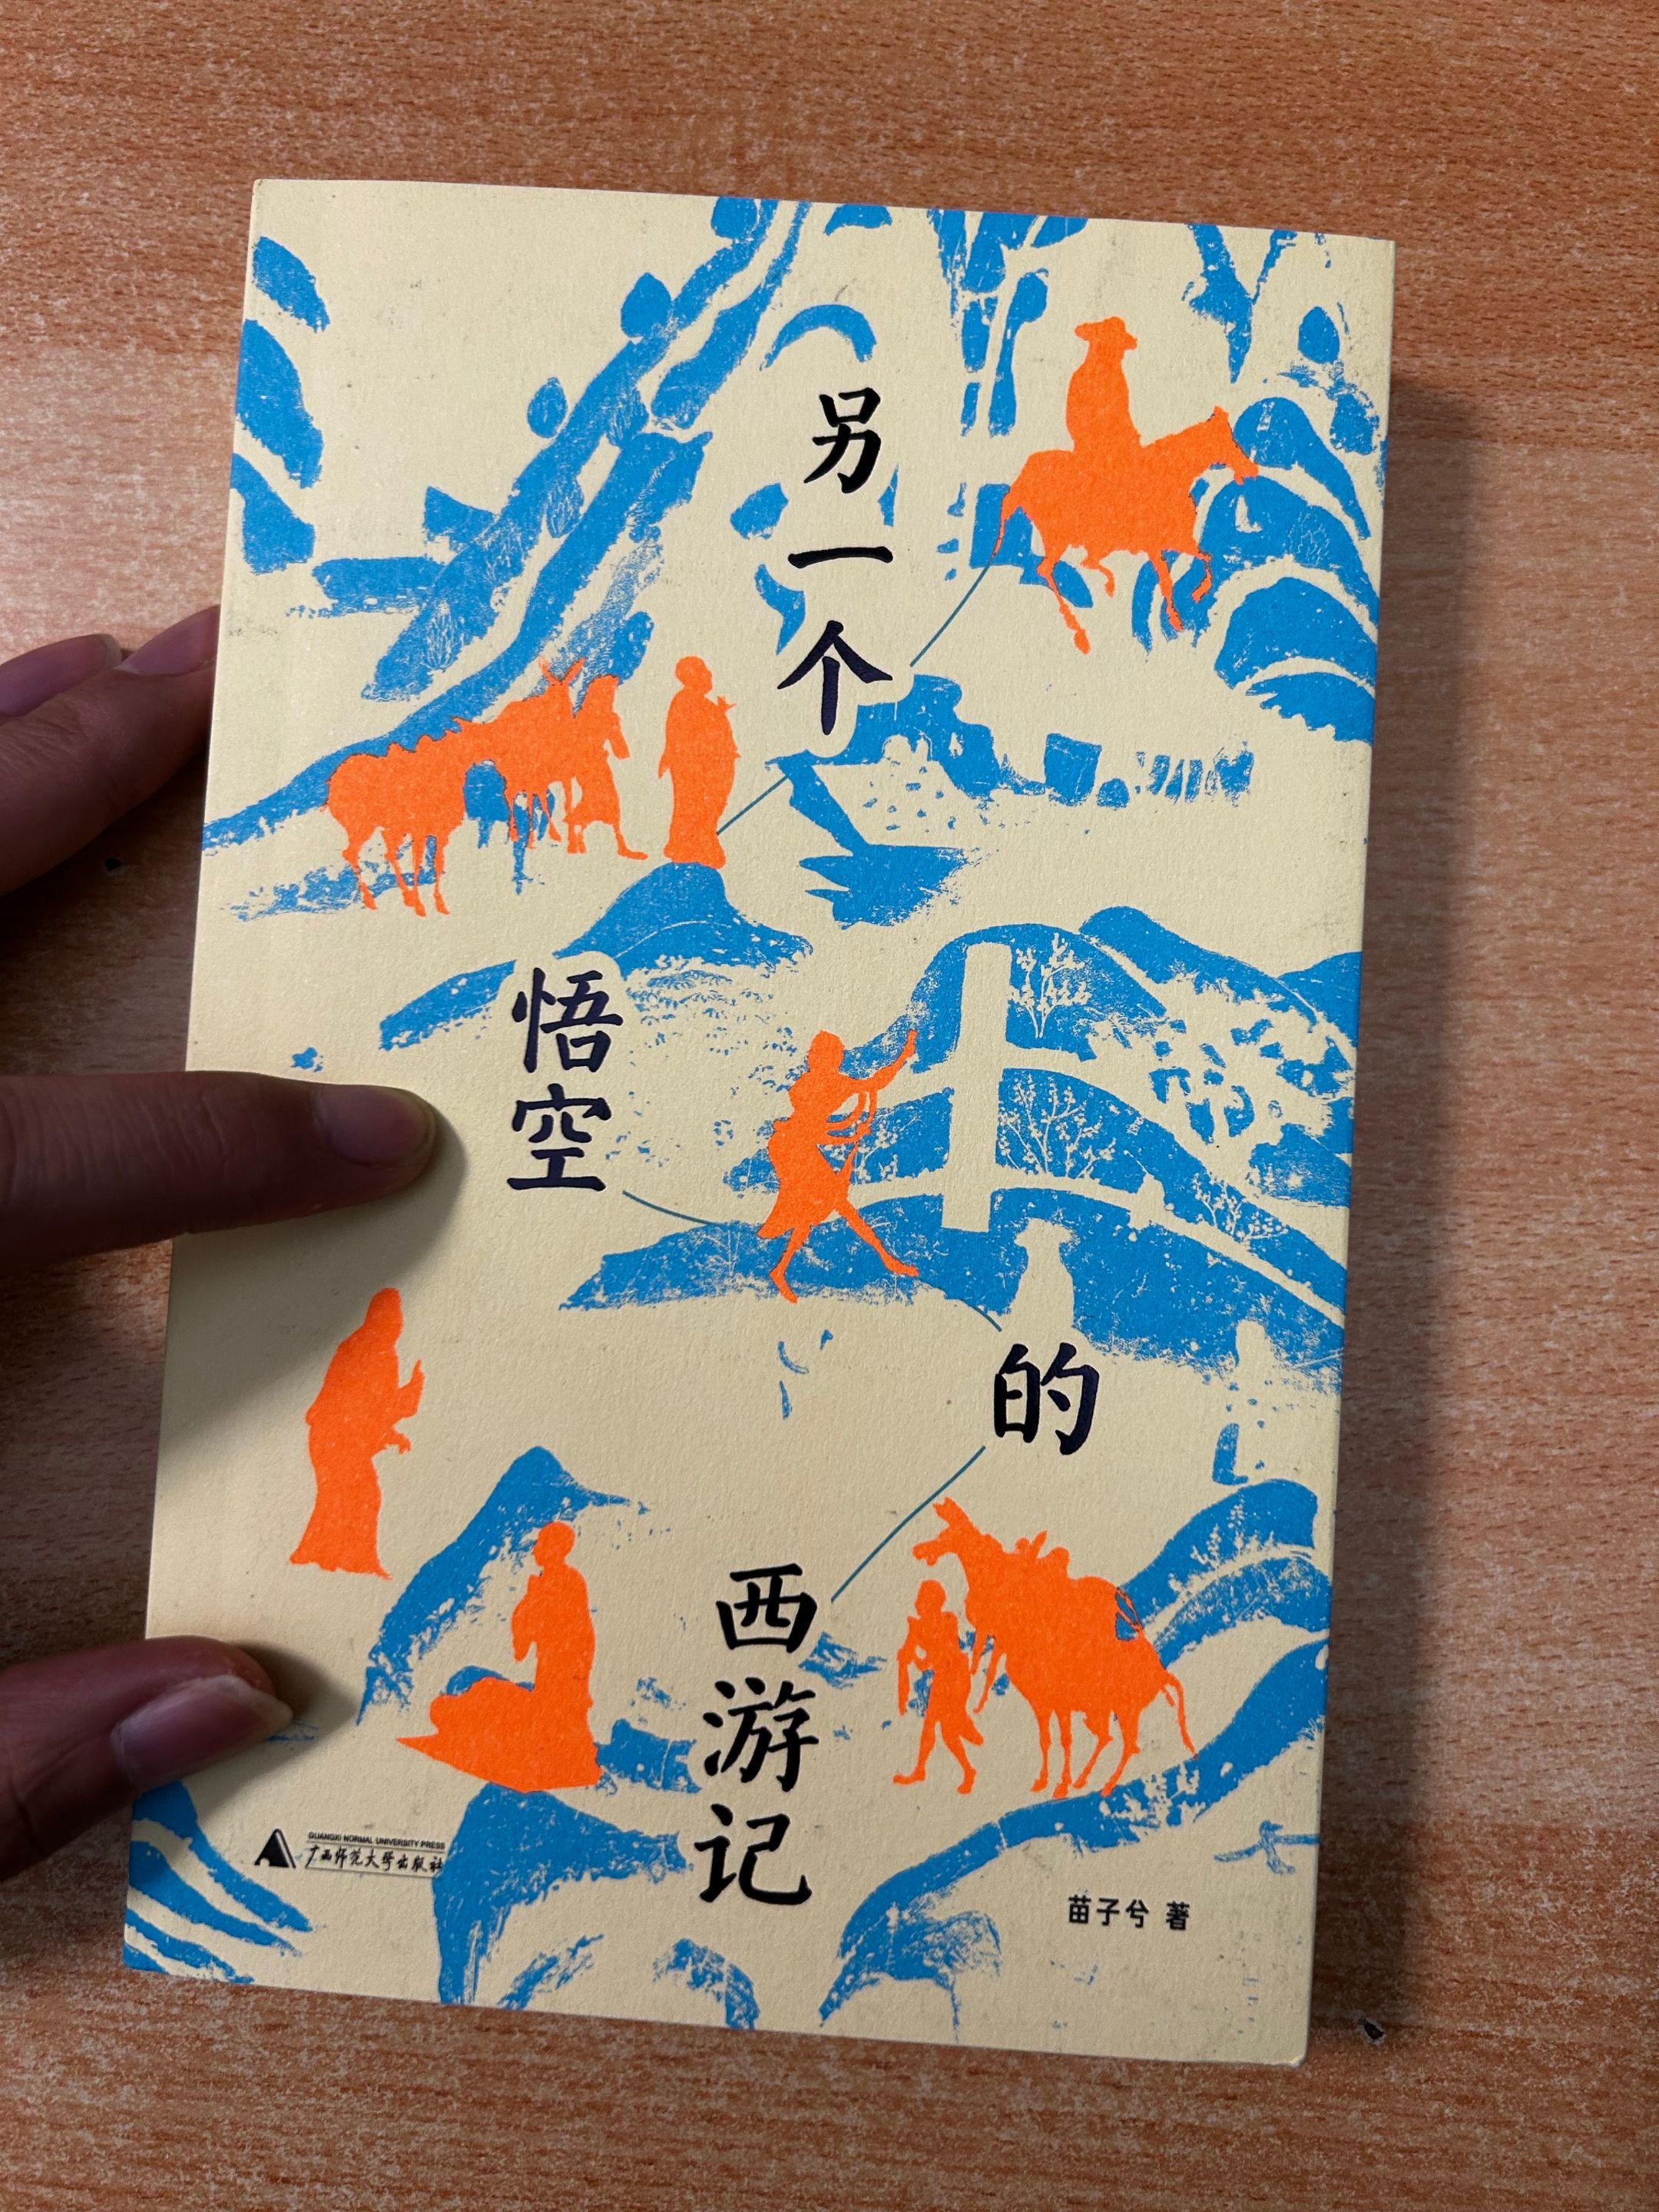 另一个
悟空
的
西游记
GUANGXI NORMAL UNIVERSITY PRESS
广西师范大学出版社
苗子兮 著